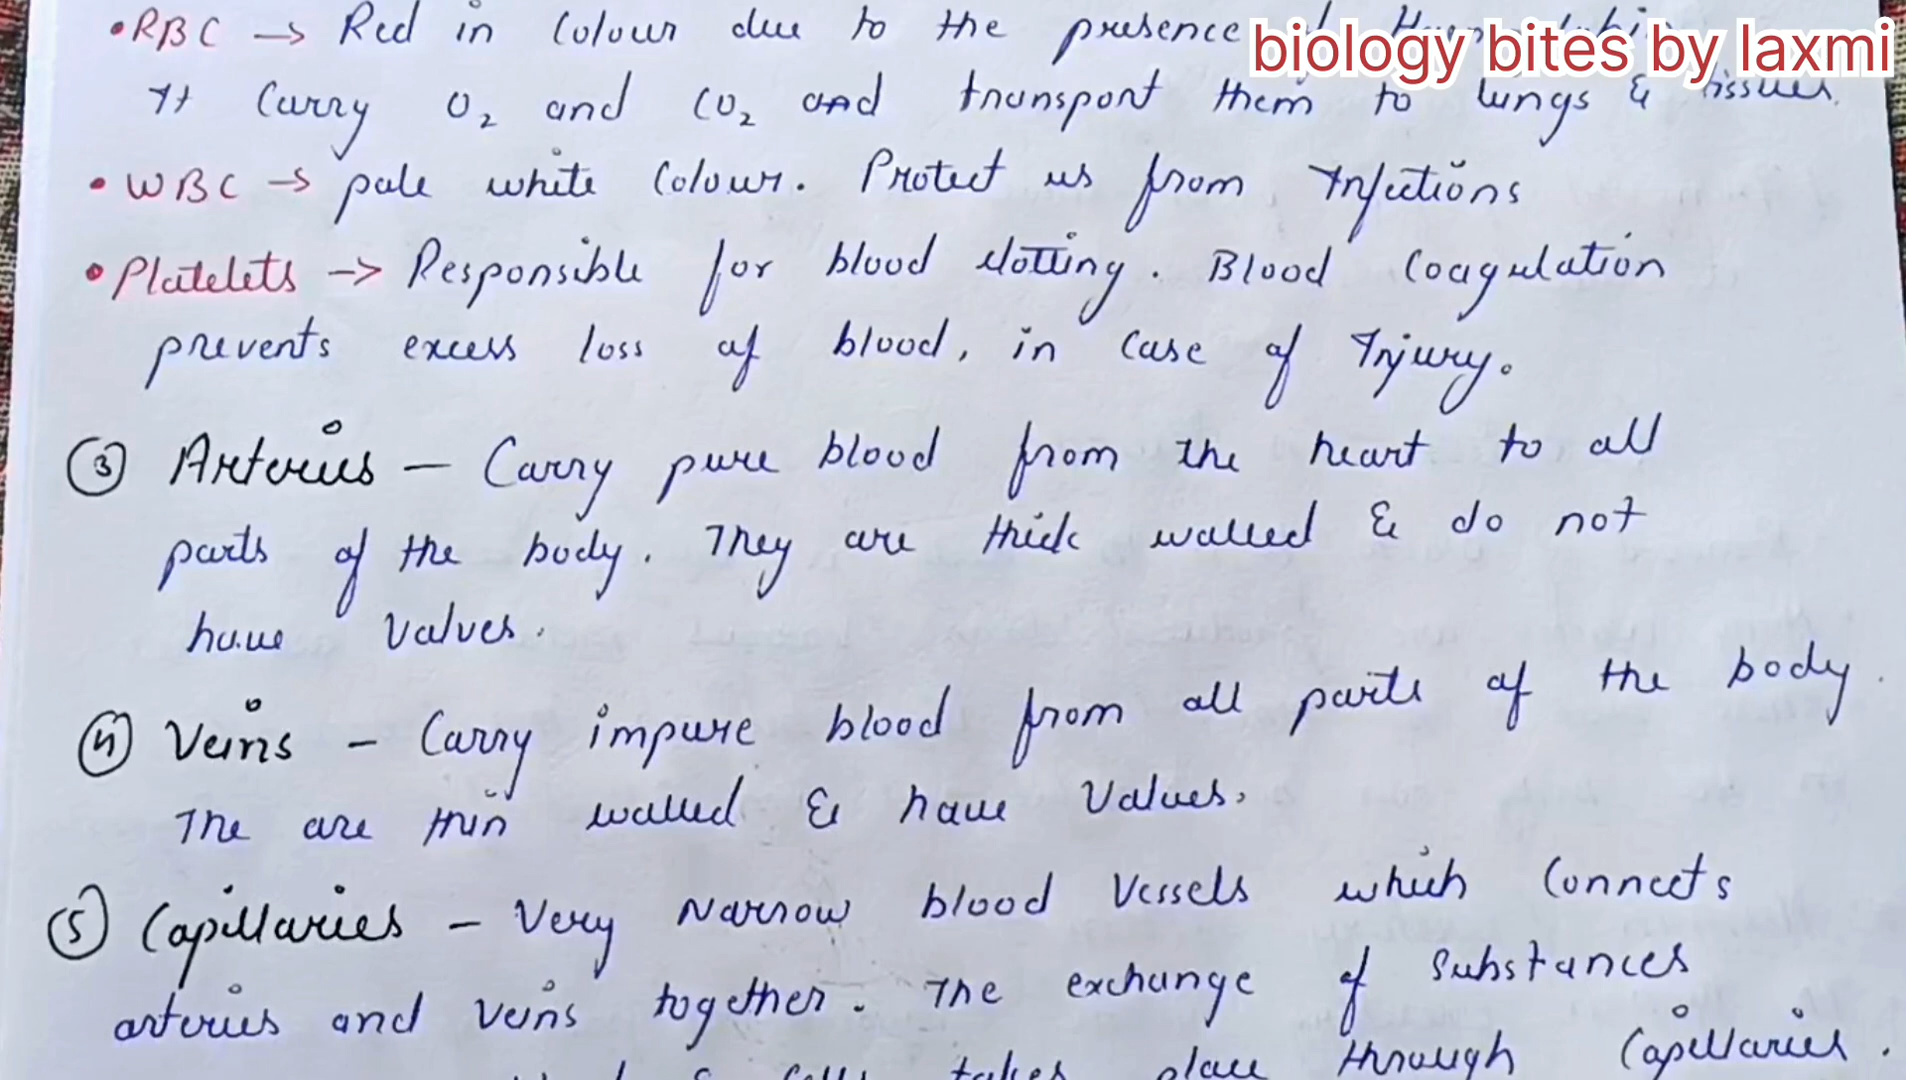 • RBC → Red in Colour due to the presence
biology bites by laxmi
It Carry O₂ and CO₂ and transport them to lungs & tissues.
• WBC → pale white Colour. Protect us from Infections
• Platelets → Responsible for blood clotting. Blood Coagulation
prevents excess loss of blood, in Case of Injury.
③ Arteries – Carry pure blood from the heart to all
parts of the body. They are thick walled & do not
have Valves.
④ Veins – Carry impure blood from all parts of the body.
The are thin walled & have Valves.
⑤ Capillaries – Very Narrow blood Vessels which Connects
arteries and Veins together. The exchange of Substances
takes place through Capillaries.